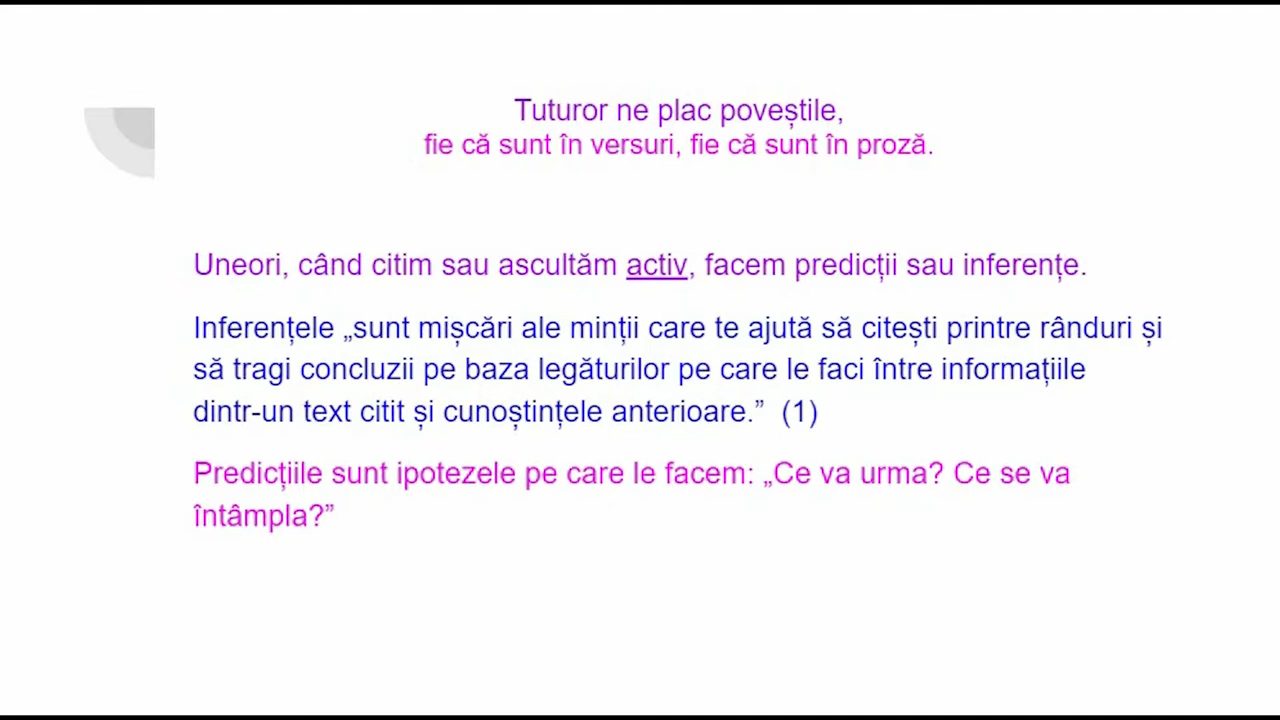 Tuturor ne plac poveștile,
fie că sunt în versuri, fie că sunt în proză.
Uneori, când citim sau ascultăm activ, facem predicții sau inferențe.
Inferențele „sunt mișcări ale minții care te ajută să citești printre rânduri și
să tragi concluzii pe baza legăturilor pe care le faci între informațiile
dintr-un text citit și cunoștințele anterioare.” (1)
Predicțiile sunt ipotezele pe care le facem: „Ce va urma? Ce se va
întâmpla?”